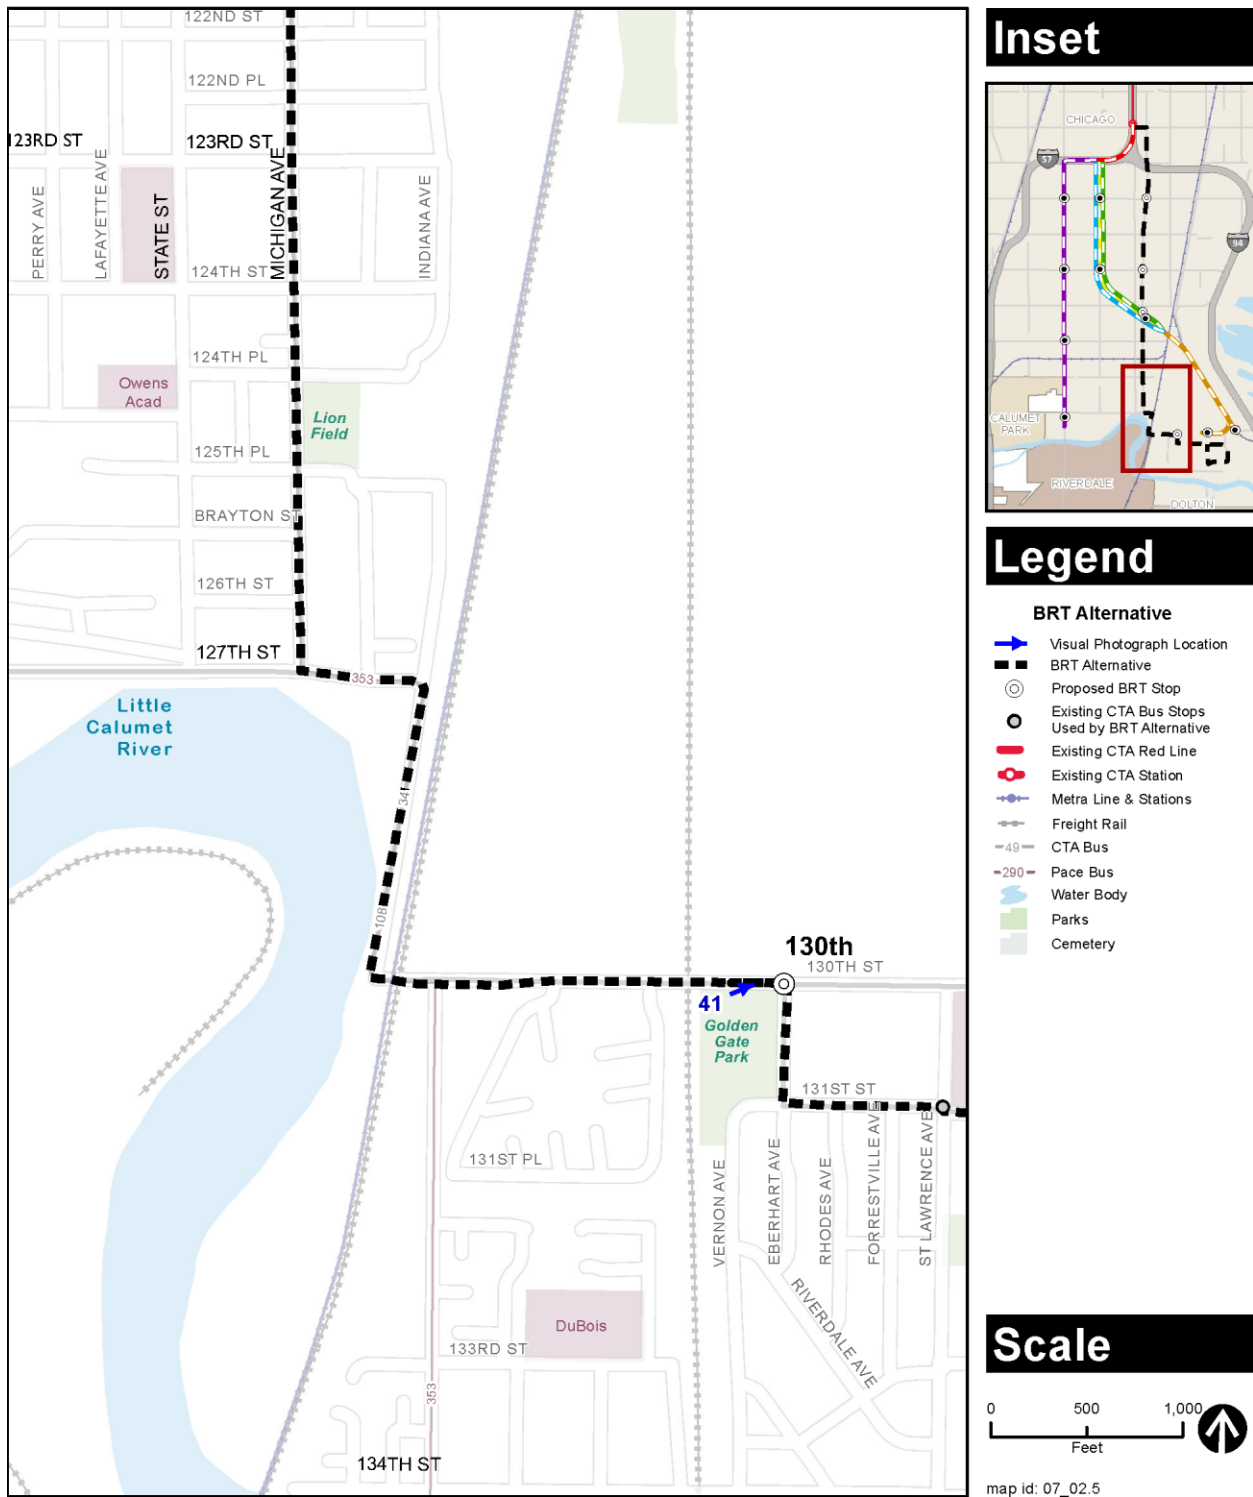 122ND ST
122ND PL
123RD ST
123RD ST
PERRY AVE
LAFAYETTE AVE
STATE ST
MICHIGAN AVE
INDIANA AVE
124TH ST
124TH PL
Owens
Acad
Lion
Field
125TH PL
BRAYTON ST
126TH ST
127TH ST
353
Little
Calumet
River
34
108
130th
130TH ST
41
Golden
Gate
Park
131ST ST
131ST PL
VERNON AVE
EBERHART AVE
RHODES AVE
FORRESTVILLE AVE
ST LAWRENCE AVE
RIVERDALE AVE
DuBois
133RD ST
353
134TH ST
Inset
CHICAGO
57
94
CALUMET
PARK
RIVERDALE
DOLTON
Legend
BRT Alternative
Visual Photograph Location
BRT Alternative
Proposed BRT Stop
Existing CTA Bus Stops
Used by BRT Alternative
Existing CTA Red Line
Existing CTA Station
Metra Line & Stations
Freight Rail
49 CTA Bus
290 Pace Bus
Water Body
Parks
Cemetery
Scale
0 500 1,000
Feet
map id: 07_02.5